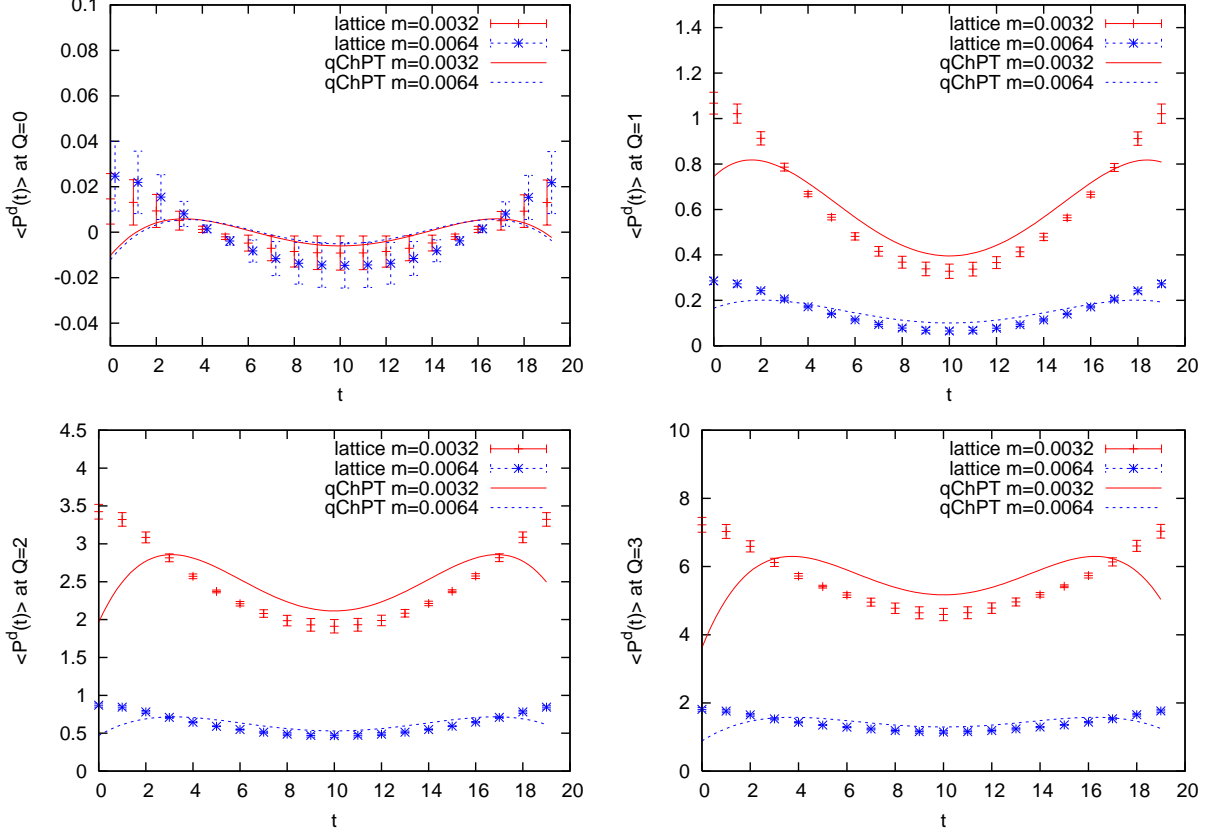 0.1
0.08
0.06
0.04
0.02
0
-0.02
-0.04
<P^d(t)> at Q=0
lattice m=0.0032
lattice m=0.0064
qChPT m=0.0032
qChPT m=0.0064
0 2 4 6 8 10 12 14 16 18 20
t
1.4
1.2
1
0.8
0.6
0.4
0.2
0
<P^d(t)> at Q=1
lattice m=0.0032
lattice m=0.0064
qChPT m=0.0032
qChPT m=0.0064
0 2 4 6 8 10 12 14 16 18 20
t
4.5
4
3.5
3
2.5
2
1.5
1
0.5
0
<P^d(t)> at Q=2
lattice m=0.0032
lattice m=0.0064
qChPT m=0.0032
qChPT m=0.0064
0 2 4 6 8 10 12 14 16 18 20
t
10
8
6
4
2
0
<P^d(t)> at Q=3
lattice m=0.0032
lattice m=0.0064
qChPT m=0.0032
qChPT m=0.0064
0 2 4 6 8 10 12 14 16 18 20
t